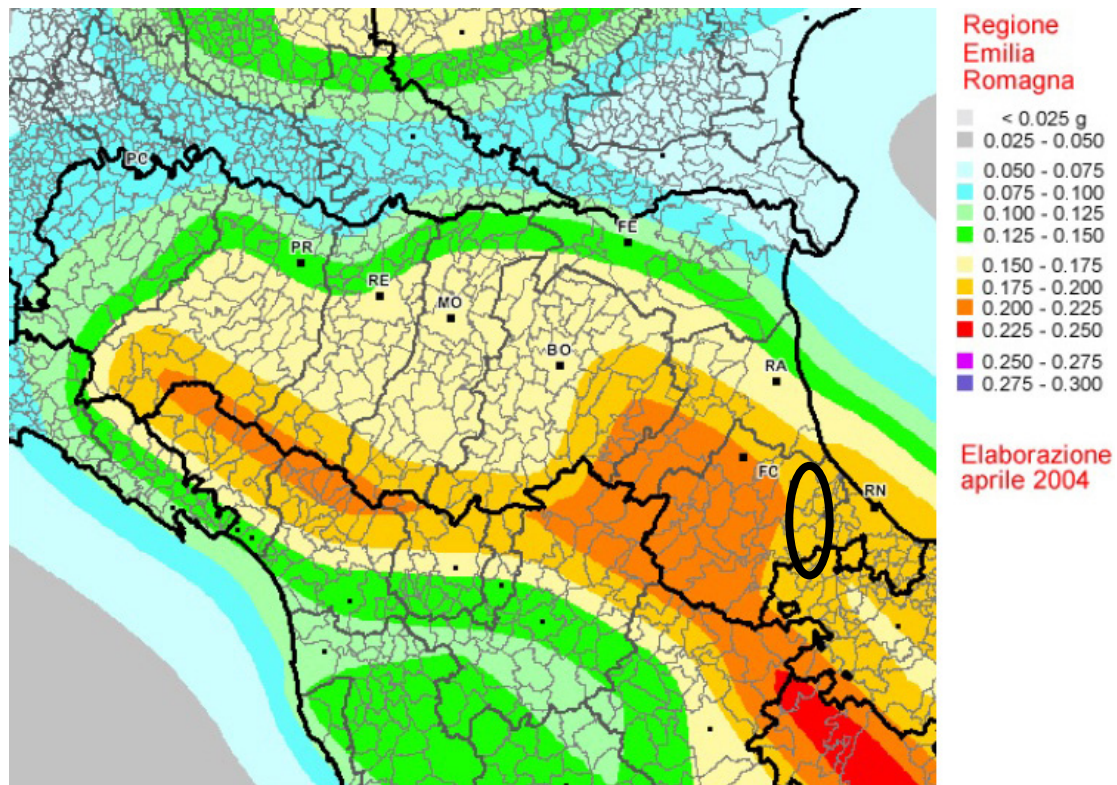 Regione
Emilia
Romagna
< 0.025 g
0.025 - 0.050
0.050 - 0.075
0.075 - 0.100
0.100 - 0.125
0.125 - 0.150
0.150 - 0.175
0.175 - 0.200
0.200 - 0.225
0.225 - 0.250
0.250 - 0.275
0.275 - 0.300
Elaborazione
aprile 2004
PC
PR
FE
RE
MO
BO
RA
FC
RN